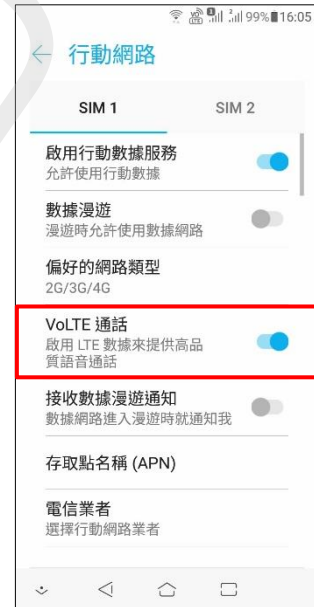 99% 16:05
行動網路
SIM 1 SIM 2
啟用行動數據服務
允許使用行動數據
數據漫遊
漫遊時允許使用數據網路
偏好的網路類型
2G/3G/4G
VoLTE 通話
啟用 LTE 數據來提供高品
質語音通話
接收數據漫遊通知
數據網路進入漫遊時就通知我
存取點名稱 (APN)
電信業者
選擇行動網路業者